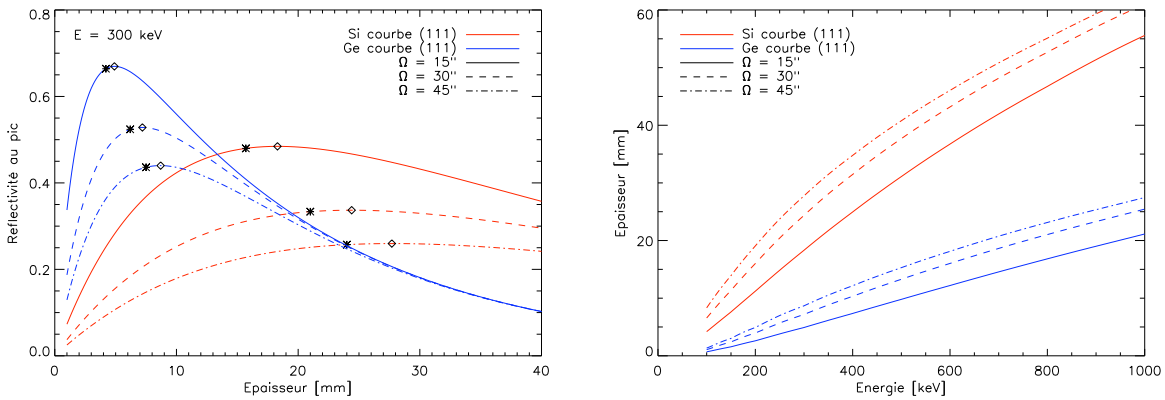 E = 300 keV
Si courbe (111)
Ge courbe (111)
Ω = 15"
Ω = 30"
Ω = 45"
0.8
0.6
0.4
0.2
0.0
Reflectivité au pic
0
10
20
30
40
Epaisseur [mm]
Si courbe (111)
Ge courbe (111)
Ω = 15"
Ω = 30"
Ω = 45"
60
40
20
0
Epaisseur [mm]
0
200
400
600
800
1000
Energie [keV]